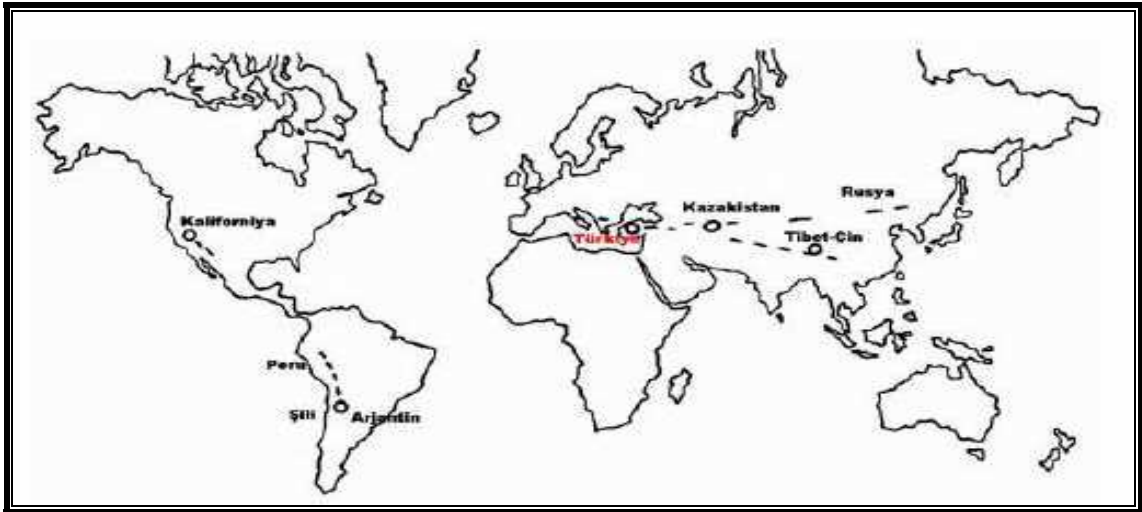 Rusya
Kaliforniya
Kazakistan
Türkiye
Tibet-Çin
Peru
Şili
Arjantin